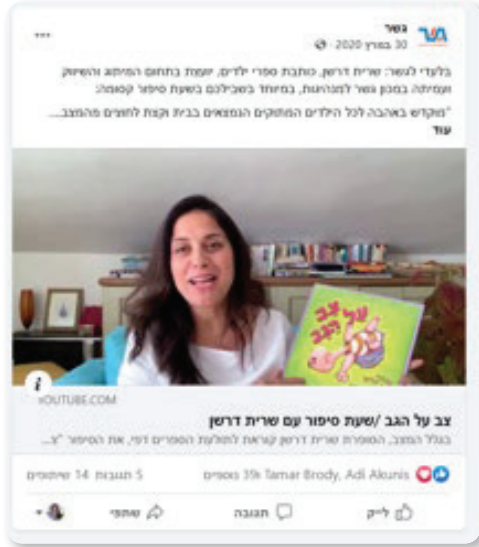 גשר
30 במרץ 2020
בלעדי לגשר: שרית דרשן, כותבת ספרי ילדים, יועצת בתחום המיתוג והשיווק
ועמיתה במכון גשר למנהיגות, במיוחד בשבילכם בשעת סיפור קסומה:
"מוקדש באהבה לכל הילדים המתוקים הנמצאים בבית וקצת לחוצים מהמצב....
עוד
צב
על
הגב
YOUTUBE.COM
צב על הגב /שעת סיפור עם שרית דרשן
בגלל המצב, הסופרת שרית דרשן קוראת לתולעת הספרים דפי, את הסיפור "צ...
Tamar Brody, Adi Akunis ו-39 נוספים
5 תגובות 14 שיתופים
לייק
תגובה
שתפי